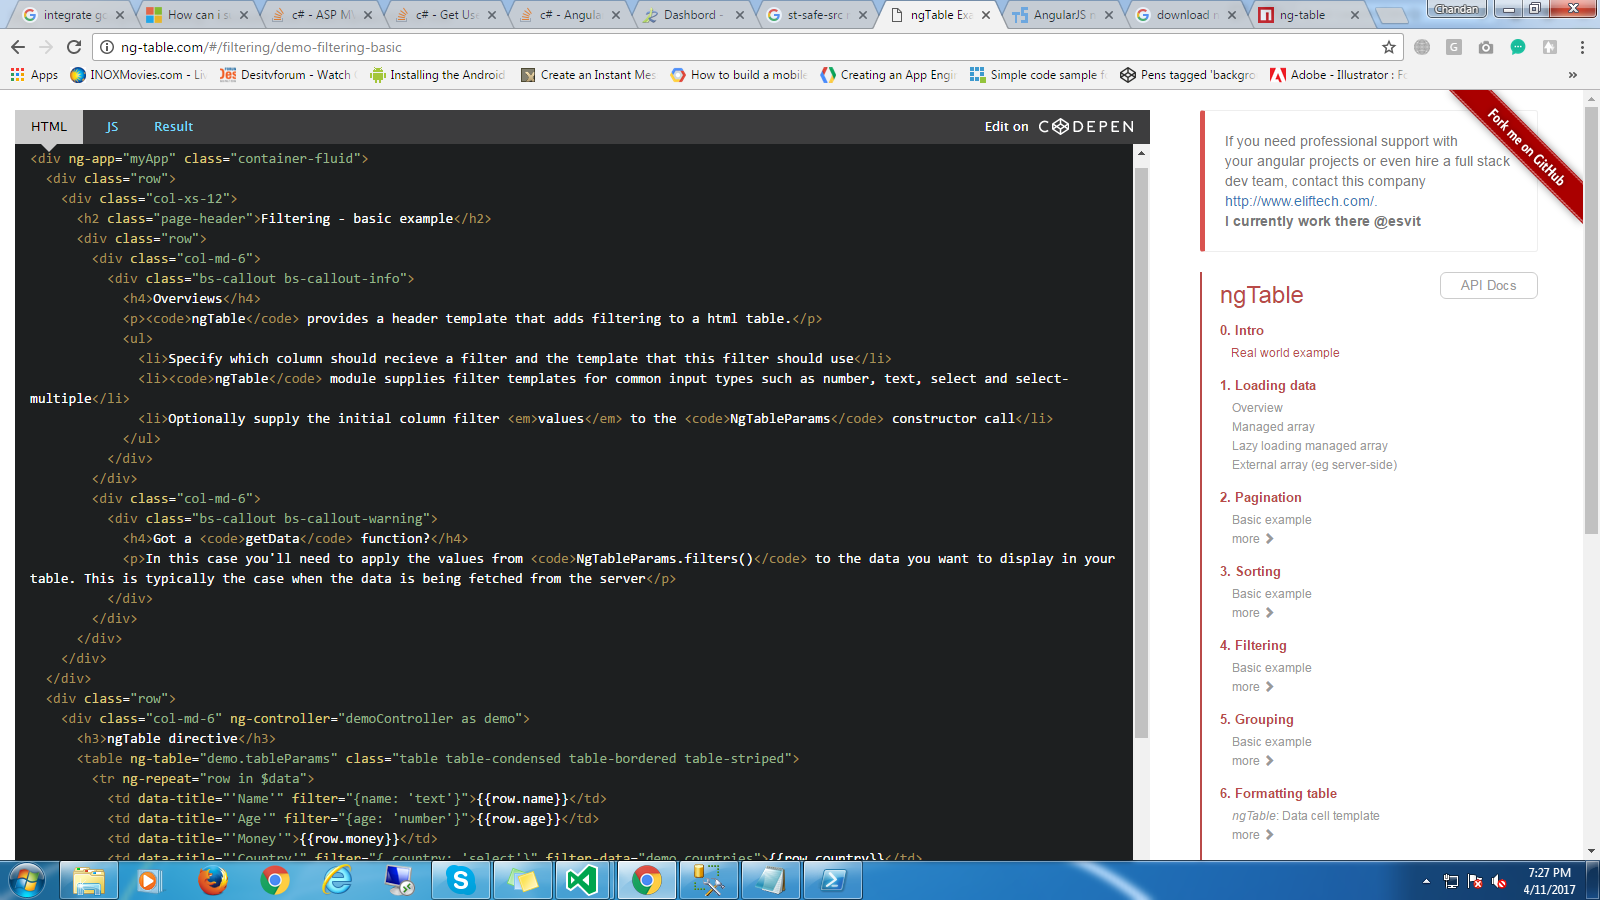 integrate go
How can i s
c# - ASP M
c# - Get Us
c# - Angula
Dashbord -
st-safe-src n
ngTable Exa
AngularJS n
download n
ng-table
Chandan
ng-table.com/#/filtering/demo-filtering-basic
Apps
INOXMovies.com - Li
Desitvforum - Watch
Installing the Android
Create an Instant Mes
How to build a mobile
Creating an App Engi
Simple code sample f
Pens tagged 'backgro
Adobe - Illustrator : F
HTML
JS
Result
Edit on CODEPEN
<div ng-app="myApp" class="container-fluid">
<div class="row">
<div class="col-xs-12">
<h2 class="page-header">Filtering - basic example</h2>
<div class="row">
<div class="col-md-6">
<div class="bs-callout bs-callout-info">
<h4>Overviews</h4>
<p><code>ngTable</code> provides a header template that adds filtering to a html table.</p>
<ul>
<li>Specify which column should recieve a filter and the template that this filter should use</li>
<li><code>ngTable</code> module supplies filter templates for common input types such as number, text, select and select-
multiple</li>
<li>Optionally supply the initial column filter <em>values</em> to the <code>NgTableParams</code> constructor call</li>
</ul>
</div>
</div>
<div class="col-md-6">
<div class="bs-callout bs-callout-warning">
<h4>Got a <code>getData</code> function?</h4>
<p>In this case you'll need to apply the values from <code>NgTableParams.filters()</code> to the data you want to display in your
table. This is typically the case when the data is being fetched from the server</p>
</div>
</div>
</div>
</div>
</div>
<div class="row">
<div class="col-md-6" ng-controller="demoController as demo">
<h3>ngTable directive</h3>
<table ng-table="demo.tableParams" class="table table-condensed table-bordered table-striped">
<tr ng-repeat="row in $data">
<td data-title="'Name'" filter="{name: 'text'}">{{row.name}}</td>
<td data-title="'Age'" filter="{age: 'number'}">{{row.age}}</td>
<td data-title="'Money'">{{row.money}}</td>
<td data-title="'Country'" filter="{ country: 'select'}" filter-data="demo.countries">{{row.country}}</td>
Fork me on GitHub
If you need professional support with
your angular projects or even hire a full stack
dev team, contact this company
http://www.eliftech.com/.
I currently work there @esvit
ngTable
API Docs
0. Intro
Real world example
1. Loading data
Overview
Managed array
Lazy loading managed array
External array (eg server-side)
2. Pagination
Basic example
more
3. Sorting
Basic example
more
4. Filtering
Basic example
more
5. Grouping
Basic example
more
6. Formatting table
ngTable: Data cell template
more
7:27 PM
4/11/2017